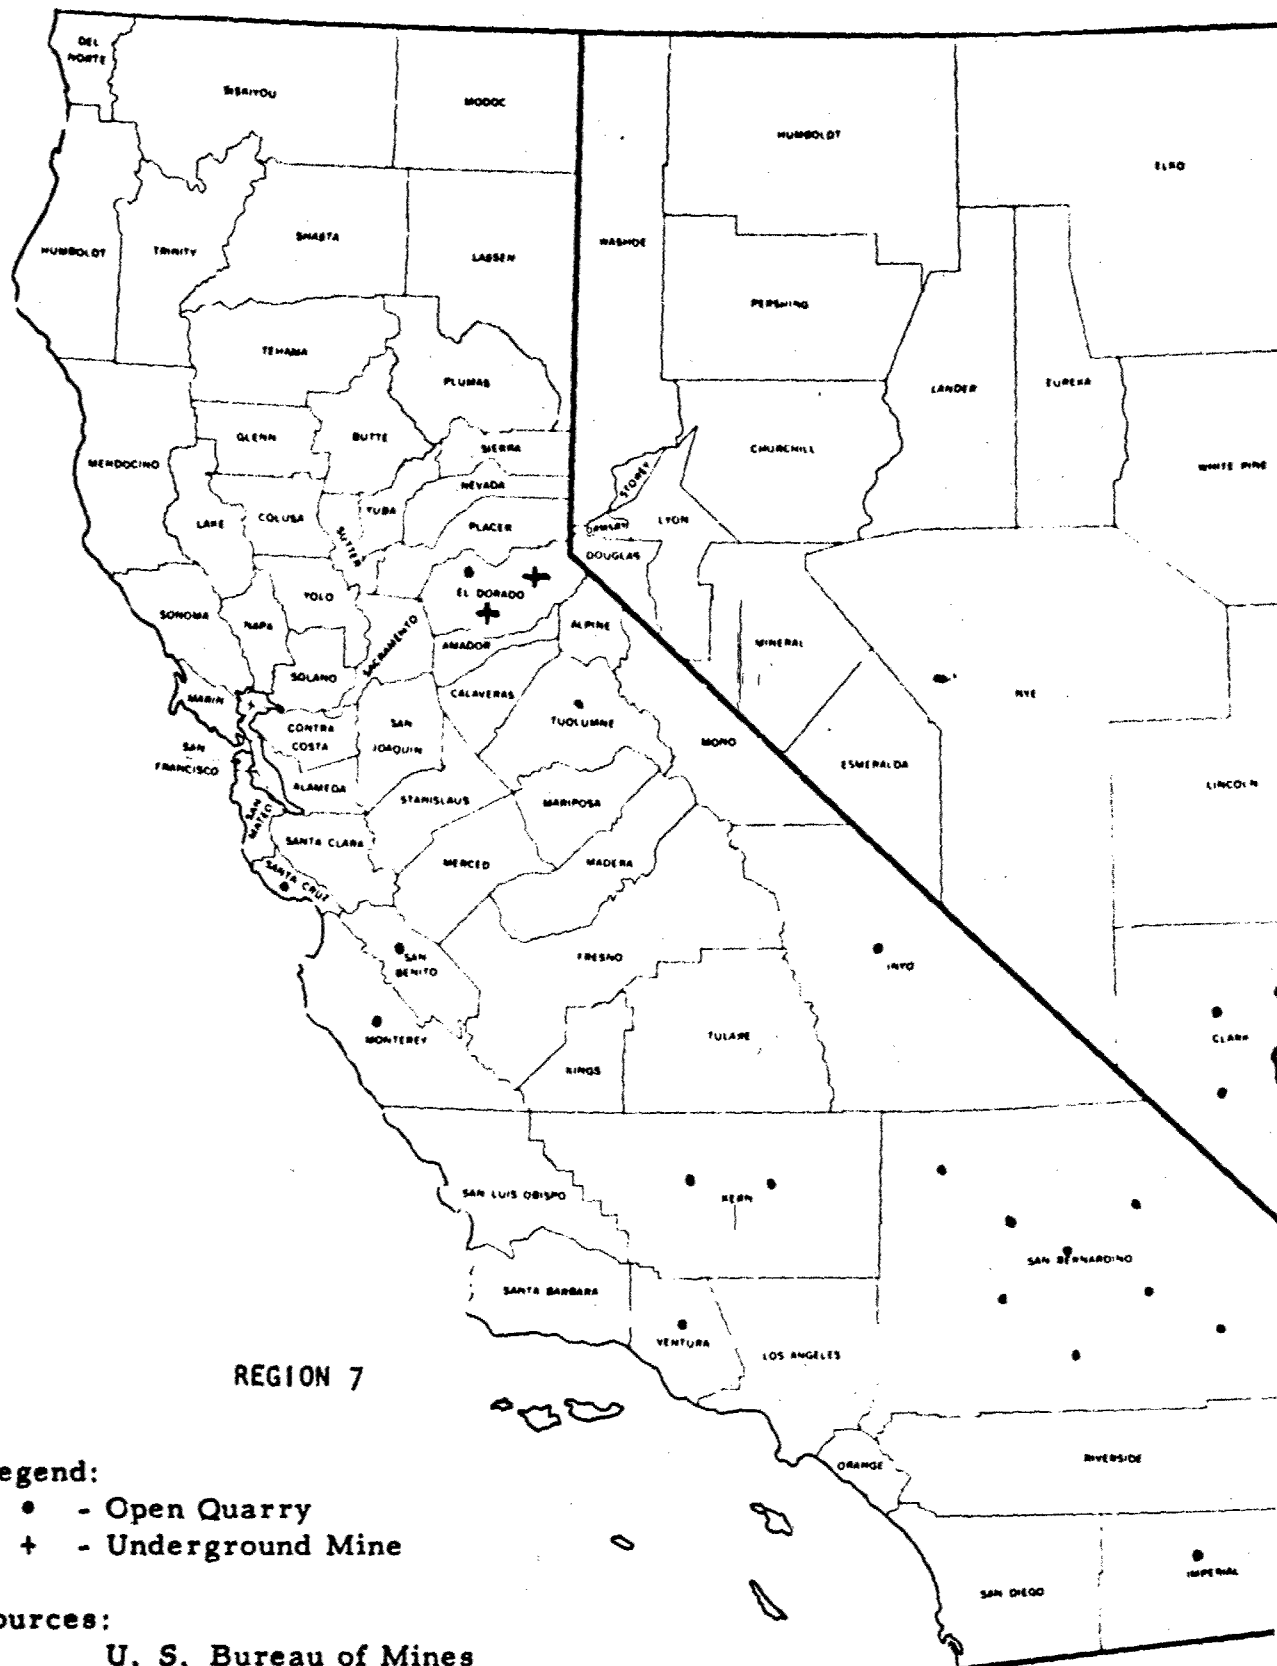 DEL
NORTE
SISKIYOU
MODOC
HUMBOLDT
ELKO
HUMBOLDT
TRINITY
SHASTA
LASSEN
WASHOE
PERSHING
TEHAMA
PLUMAS
LANDER
EUREKA
GLENN
BUTTE
SIERRA
CHURCHILL
MENDOCINO
WHITE PINE
NEVADA
STOREY
LAKE
COLUSA
SUTTER
YUBA
PLACER
ORMSBY
LYON
DOUGLAS
SONOMA
NAPA
YOLO
EL DORADO
SACRAMENTO
AMADOR
ALPINE
MINERAL
SOLANO
MARIN
CALAVERAS
NYE
CONTRA
COSTA
SAN
JOAQUIN
TUOLUMNE
MONO
SAN
FRANCISCO
ESMERALDA
ALAMEDA
LINCOLN
SAN
MATEO
STANISLAUS
MARIPOSA
SANTA CLARA
MERCED
MADERA
SANTA CRUZ
SAN
BENITO
FRESNO
INYO
MONTEREY
TULARE
CLARK
KINGS
SAN LUIS OBISPO
KERN
SAN BERNARDINO
SANTA BARBARA
VENTURA
LOS ANGELES
REGION 7
ORANGE
RIVERSIDE
egend:
• - Open Quarry
+ - Underground Mine
SAN DIEGO
IMPERIAL
ources:
U. S. Bureau of Mines